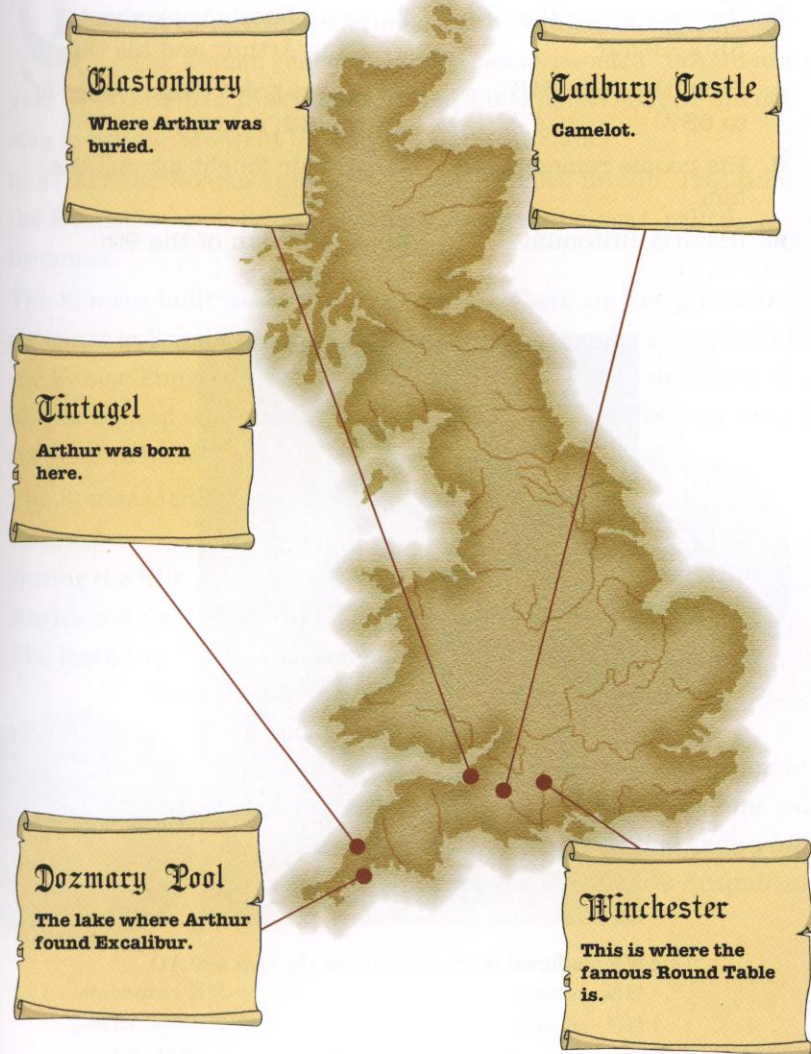 Glastonbury
Where Arthur was
buried.
Cadbury Castle
Camelot.
Tintagel
Arthur was born
here.
Dozmary Pool
The lake where Arthur
found Excalibur.
Winchester
This is where the
famous Round Table
is.